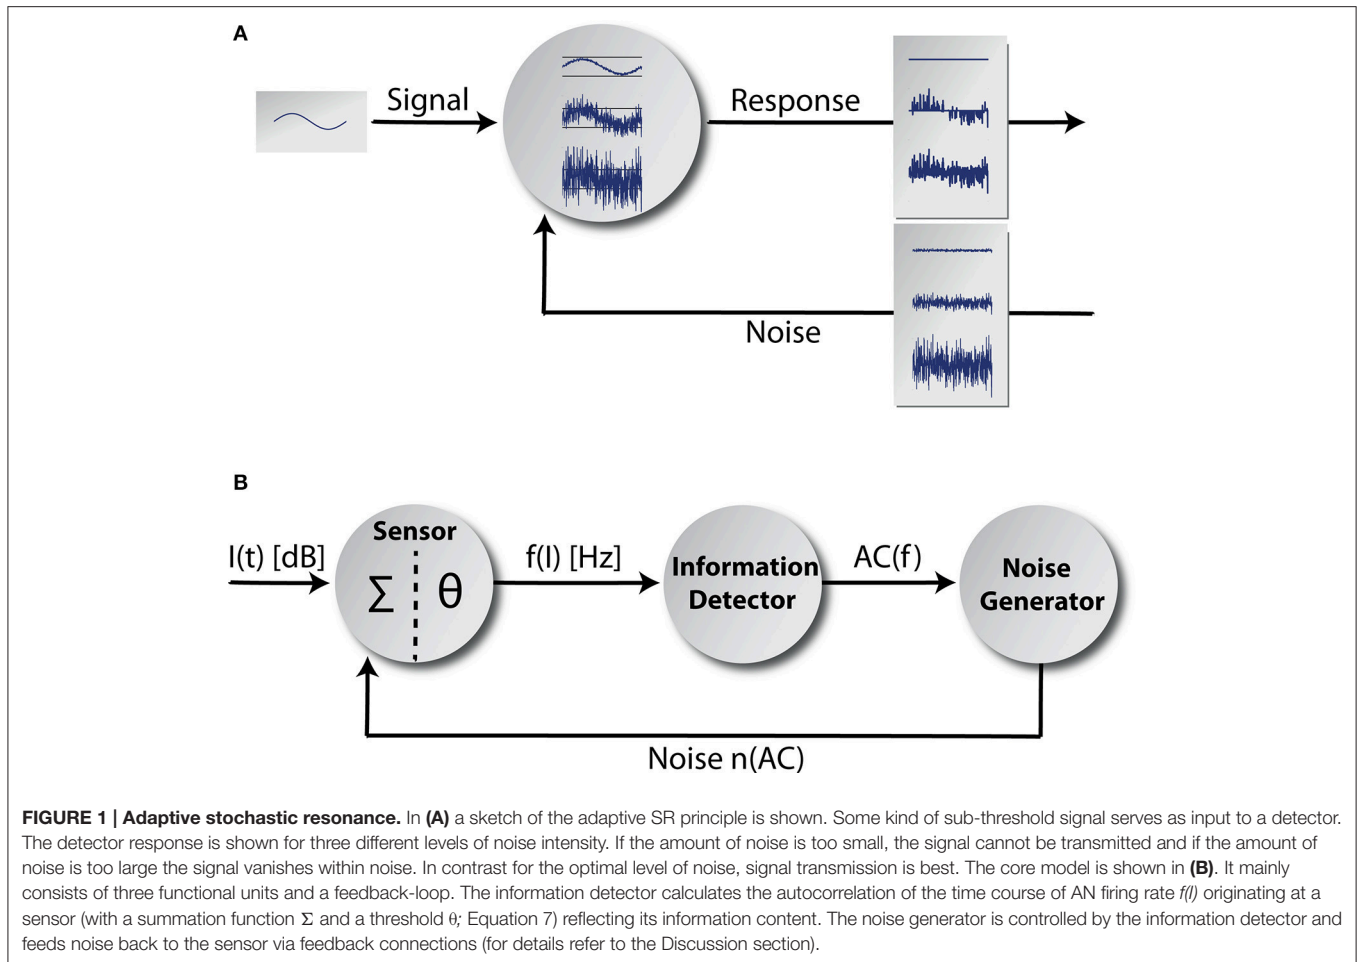 A
Signal
Response
Noise
B
I(t) [dB]
Sensor
Σ
θ
f(I) [Hz]
Information
Detector
AC(f)
Noise
Generator
Noise n(AC)
FIGURE 1 | Adaptive stochastic resonance. In (A) a sketch of the adaptive SR principle is shown. Some kind of sub-threshold signal serves as input to a detector.
The detector response is shown for three different levels of noise intensity. If the amount of noise is too small, the signal cannot be transmitted and if the amount of
noise is too large the signal vanishes within noise. In contrast for the optimal level of noise, signal transmission is best. The core model is shown in (B). It mainly
consists of three functional units and a feedback-loop. The information detector calculates the autocorrelation of the time course of AN firing rate f(I) originating at a
sensor (with a summation function Σ and a threshold θ; Equation 7) reflecting its information content. The noise generator is controlled by the information detector and
feeds noise back to the sensor via feedback connections (for details refer to the Discussion section).